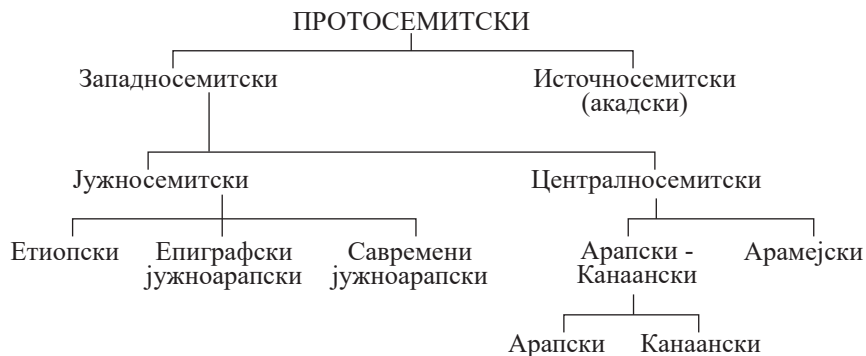 ПРОТОСЕМИТСКИ
Западносемитски
Источносемитски
(акадски)
Јужносемитски
Централносемитски
Етиопски
Епиграфски
јужноарапски
Савремени
јужноарапски
Арапски -
Канаански
Арамејски
Арапски
Канаански